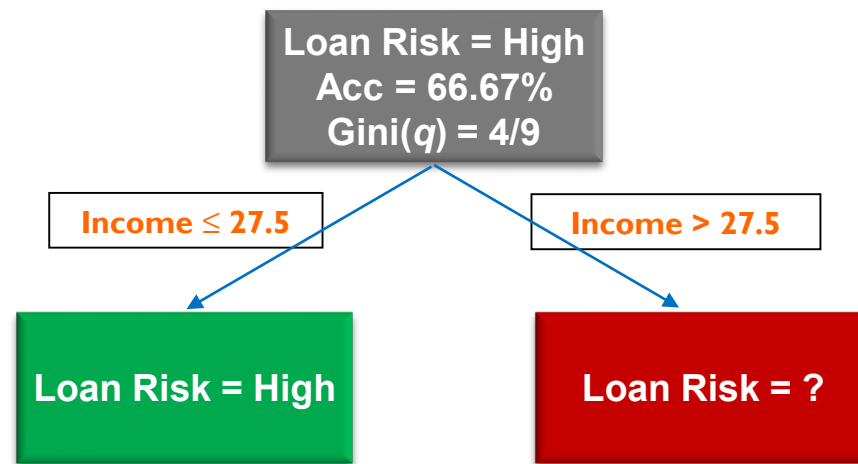 Loan Risk = High
Acc = 66.67%
Gini(q) = 4/9
Income ≤ 27.5
Income > 27.5
Loan Risk = High
Loan Risk = ?